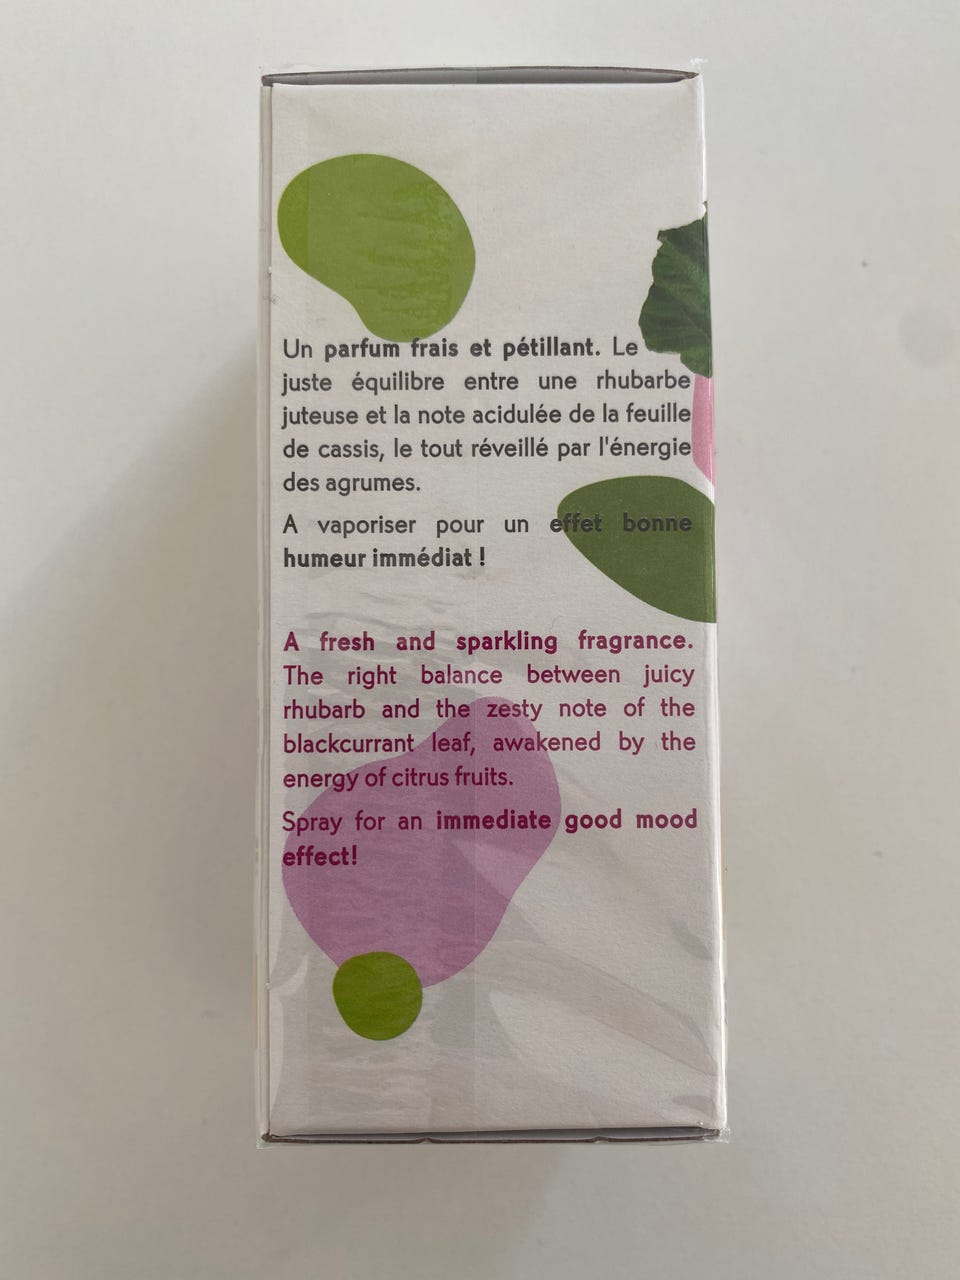 Un parfum frais et pétillant. Le
juste équilibre entre une rhubarbe
juteuse et la note acidulée de la feuille
de cassis, le tout réveillé par l'énergie
des agrumes.
A vaporiser pour un effet bonne
humeur immédiat !
A fresh and sparkling fragrance.
The right balance between juicy
rhubarb and the zesty note of the
blackcurrant leaf, awakened by the
energy of citrus fruits.
Spray for an immediate good mood
effect!